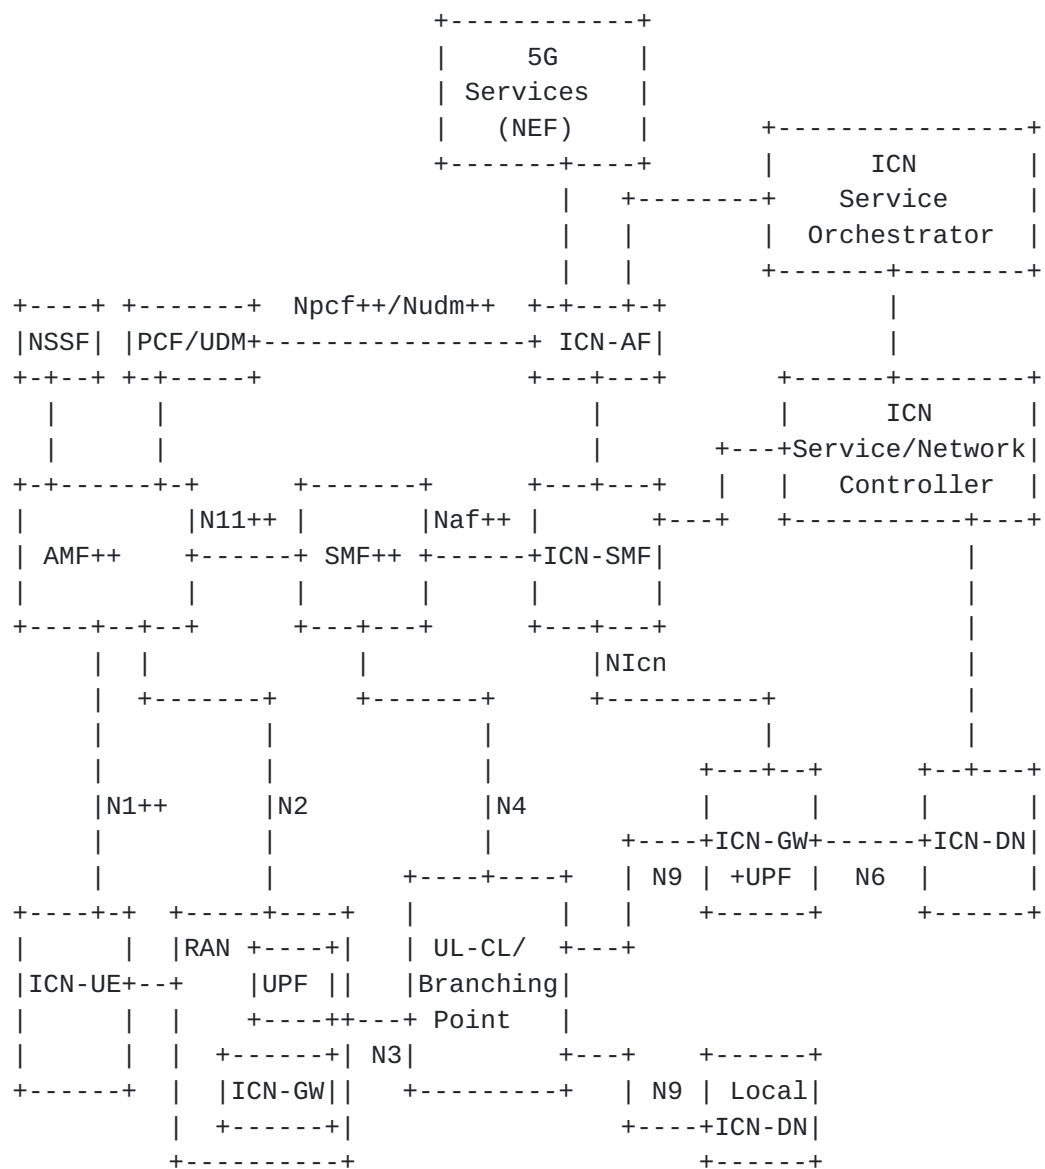 5G
Services
(NEF)
ICN
Service
Orchestrator
Npcf++/Nudm++
NSSF PCF/UDM ICN-AF
ICN
Service/Network
Controller
N11++ Naf++
AMF++ SMF++ ICN-SMF
NIcn
N1++ N2 N4
ICN-GW ICN-DN
N9 +UPF N6
RAN UL-CL/
ICN-UE UPF Branching
Point
N3
ICN-GW N9 Local
ICN-DN